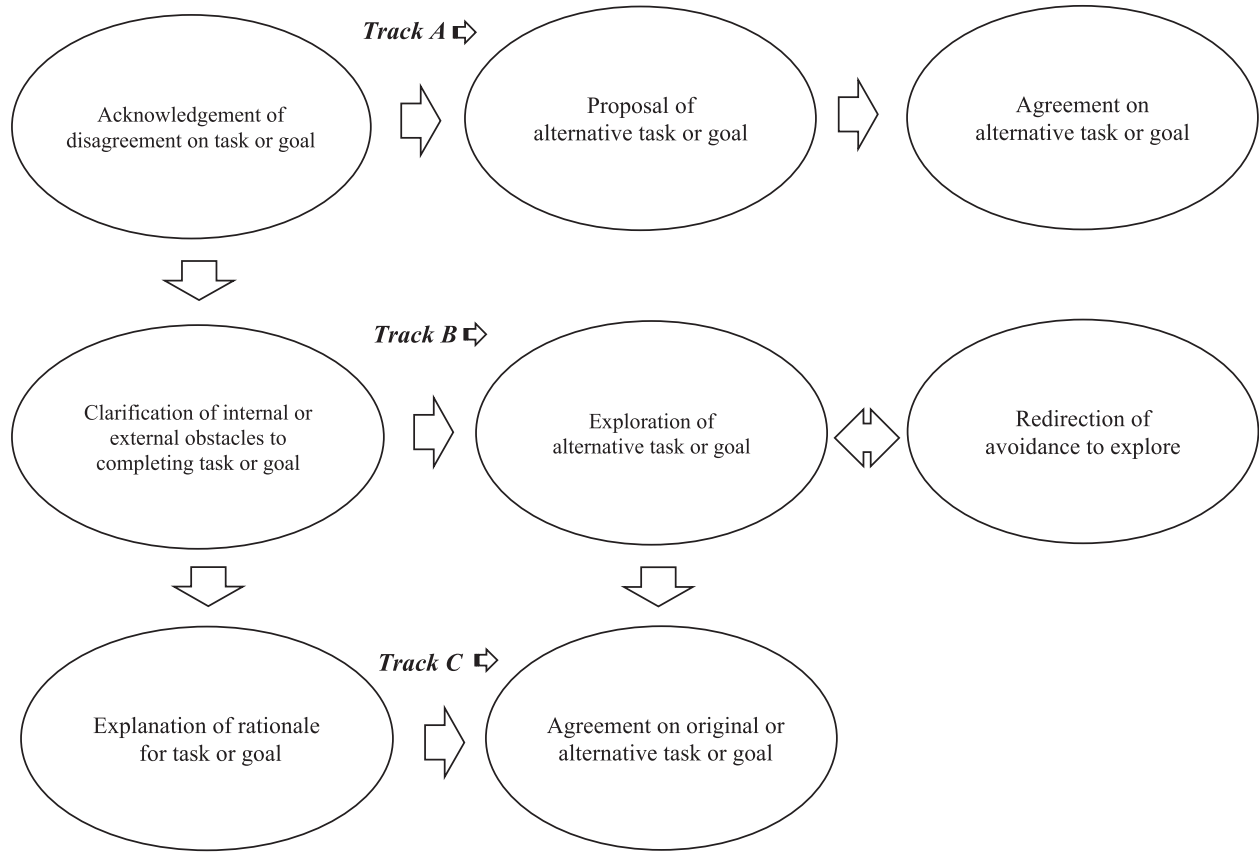 Track A
Acknowledgement of
disagreement on task or goal
Proposal of
alternative task or goal
Agreement on
alternative task or goal
Track B
Clarification of internal or
external obstacles to
completing task or goal
Exploration of
alternative task or goal
Redirection of
avoidance to explore
Track C
Explanation of rationale
for task or goal
Agreement on original or
alternative task or goal